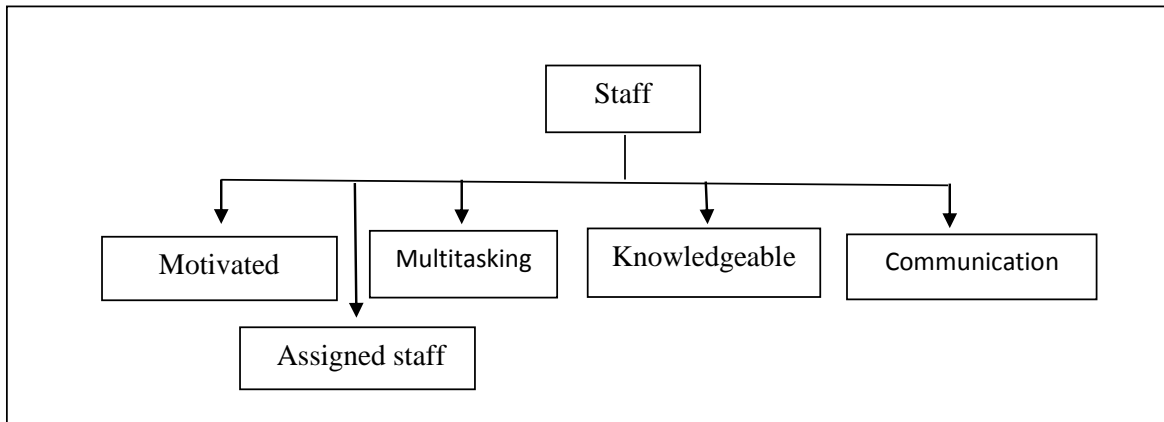 Staff
Motivated
Multitasking
Knowledgeable
Communication
Assigned staff